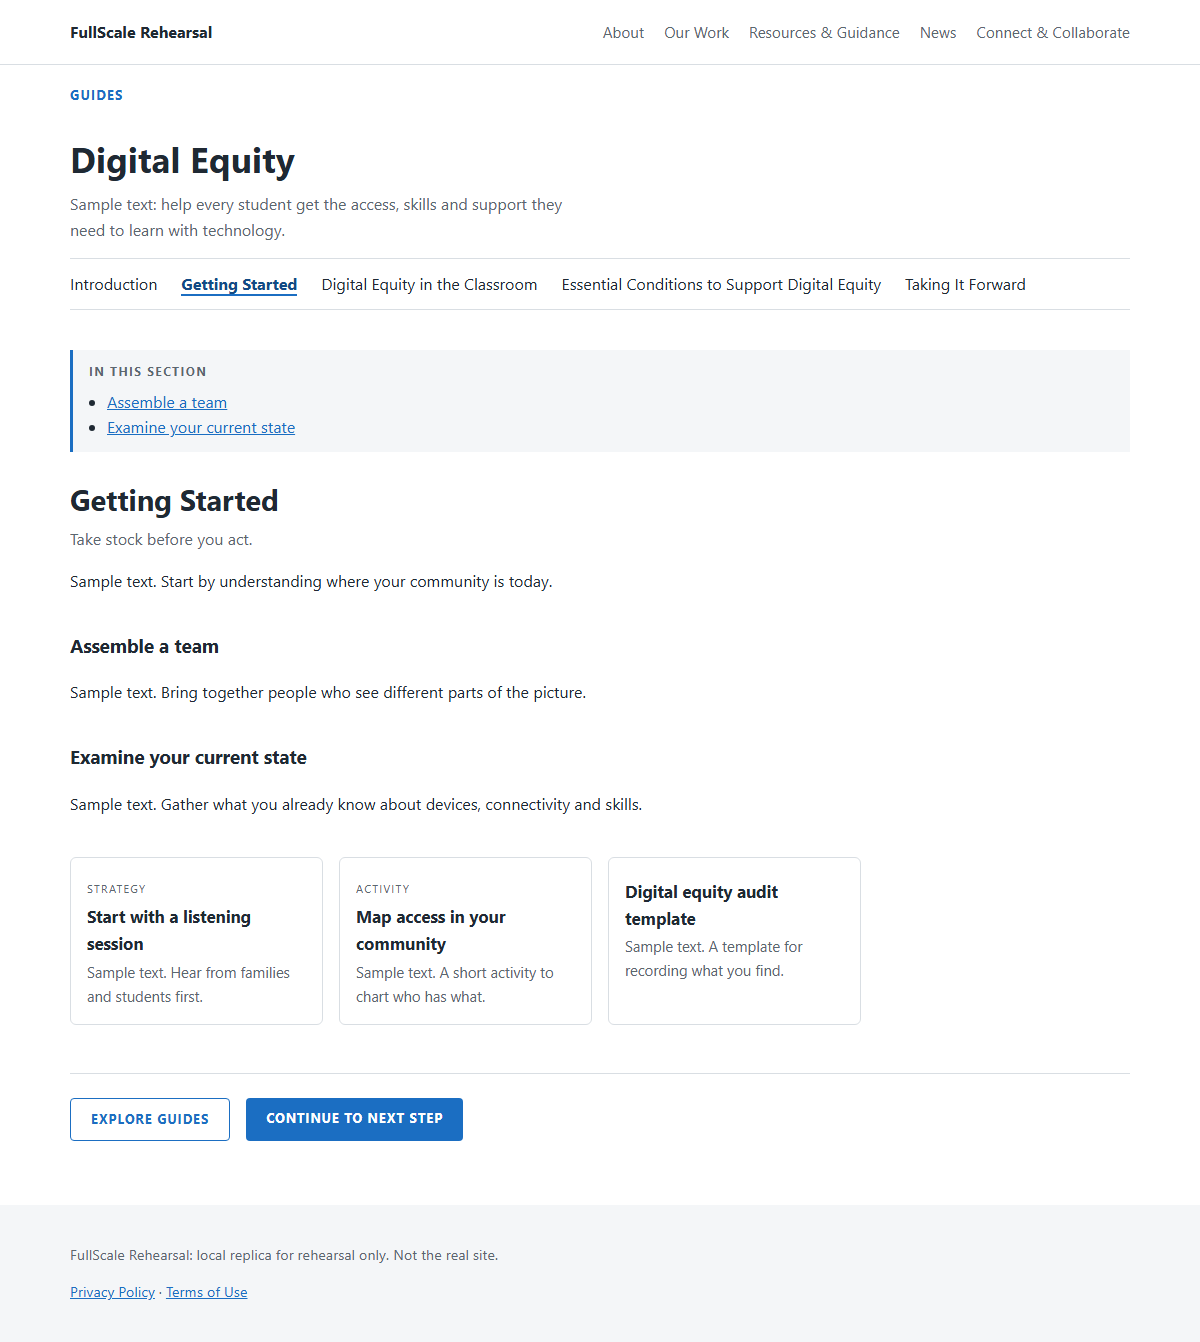 FullScale Rehearsal
About
Our Work
Resources & Guidance
News
Connect & Collaborate
GUIDES
Digital Equity
Sample text: help every student get the access, skills and support they
need to learn with technology.
Introduction
Getting Started
Digital Equity in the Classroom
Essential Conditions to Support Digital Equity
Taking It Forward
IN THIS SECTION
Assemble a team
Examine your current state
Getting Started
Take stock before you act.
Sample text. Start by understanding where your community is today.
Assemble a team
Sample text. Bring together people who see different parts of the picture.
Examine your current state
Sample text. Gather what you already know about devices, connectivity and skills.
STRATEGY
Start with a listening
session
Sample text. Hear from families
and students first.
ACTIVITY
Map access in your
community
Sample text. A short activity to
chart who has what.
Digital equity audit
template
Sample text. A template for
recording what you find.
EXPLORE GUIDES
CONTINUE TO NEXT STEP
FullScale Rehearsal: local replica for rehearsal only. Not the real site.
Privacy Policy · Terms of Use